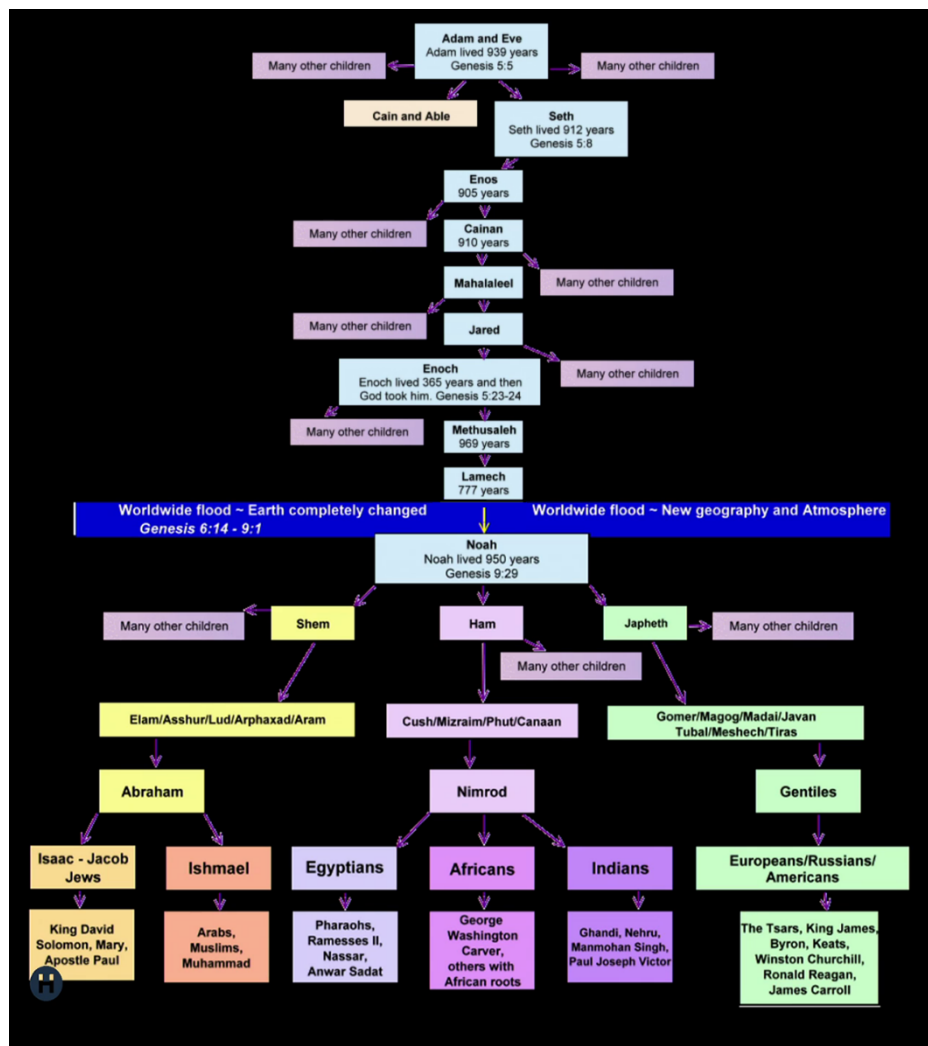 Adam and Eve
Adam lived 939 years
Genesis 5:5
Many other children
Many other children
Cain and Able
Seth
Seth lived 912 years
Genesis 5:8
Enos
905 years
Many other children
Cainan
910 years
Mahalaleel
Many other children
Many other children
Jared
Enoch
Enoch lived 365 years and then
God took him. Genesis 5:23-24
Many other children
Many other children
Methusaleh
969 years
Lamech
777 years
Worldwide flood ~ Earth completely changed
Genesis 6:14 - 9:1
Worldwide flood ~ New geography and Atmosphere
Noah
Noah lived 950 years
Genesis 9:29
Many other children
Shem
Ham
Japheth
Many other children
Many other children
Elam/Asshur/Lud/Arphaxad/Aram
Cush/Mizraim/Phut/Canaan
Gomer/Magog/Madai/Javan
Tubal/Meshech/Tiras
Abraham
Nimrod
Gentiles
Isaac - Jacob
Jews
Ishmael
Egyptians
Africans
Indians
Europeans/Russians/
Americans
King David
Solomon, Mary,
Apostle Paul
Arabs,
Muslims,
Muhammad
Pharaohs,
Ramesses II,
Nassar,
Anwar Sadat
George
Washington
Carver,
others with
African roots
Ghandi, Nehru,
Manmohan Singh,
Paul Joseph Victor
The Tsars, King James,
Byron, Keats,
Winston Churchill,
Ronald Reagan,
James Carroll
H